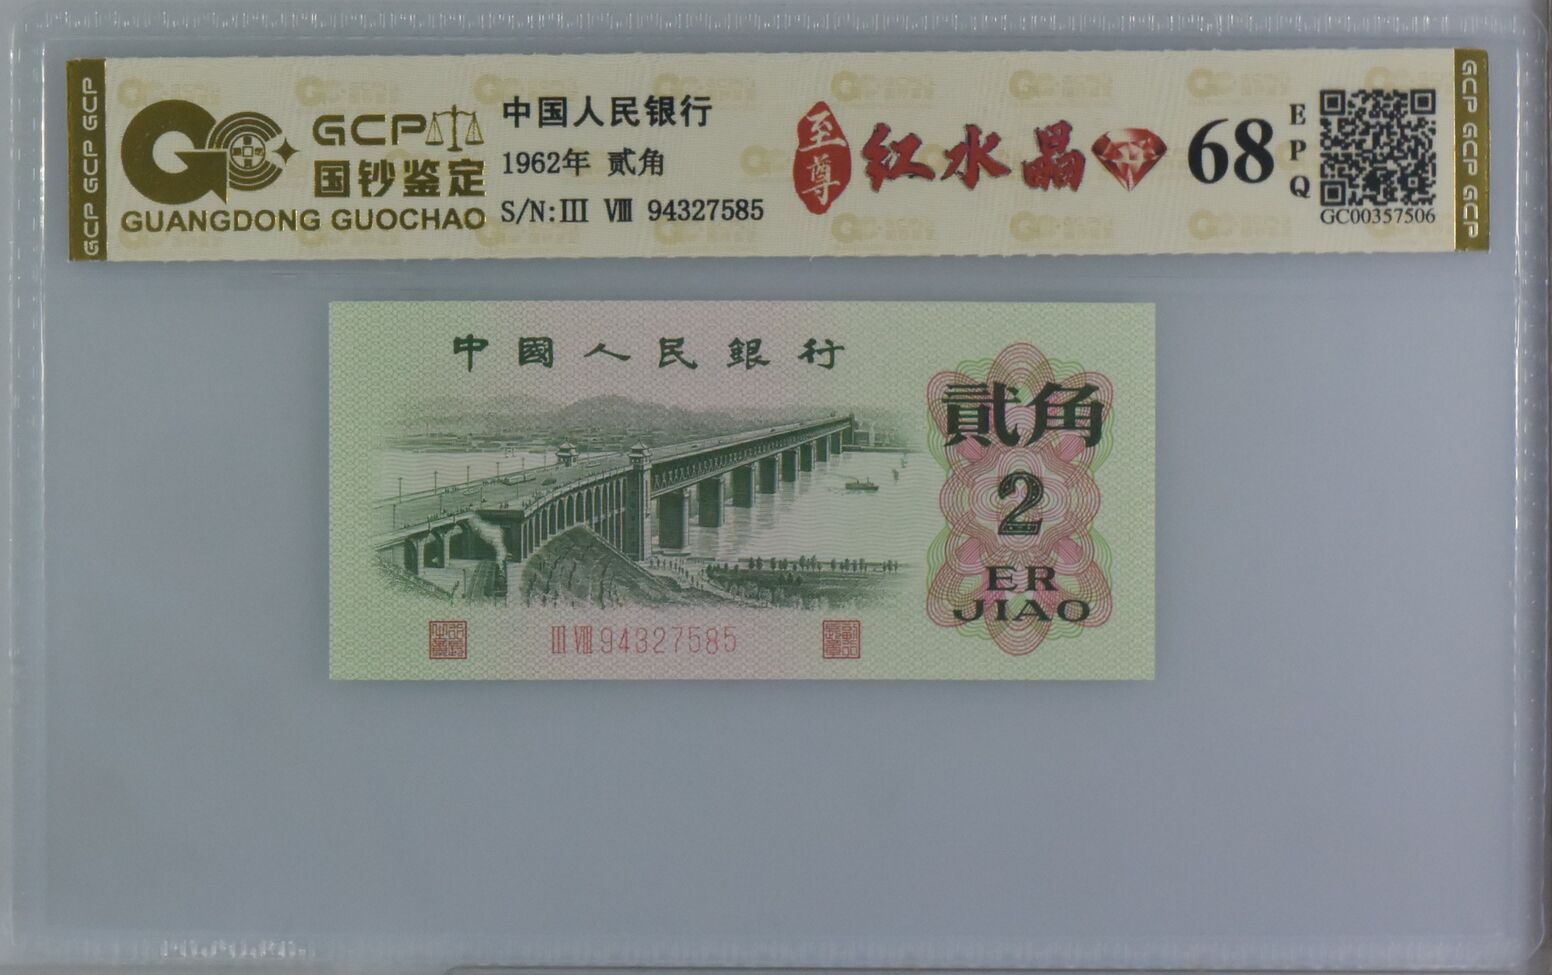 GCP GCP GCP
GCP
国钞鉴定
GUANGDONG GUOCHAO
中国人民银行
1962年 贰角
S/N:III VIII 94327585
至尊
红水晶
68
EPQ
GC00357506
GCP GCP GCP
中國人民銀行
貳角
2
ER
JIAO
III VIII 94327585